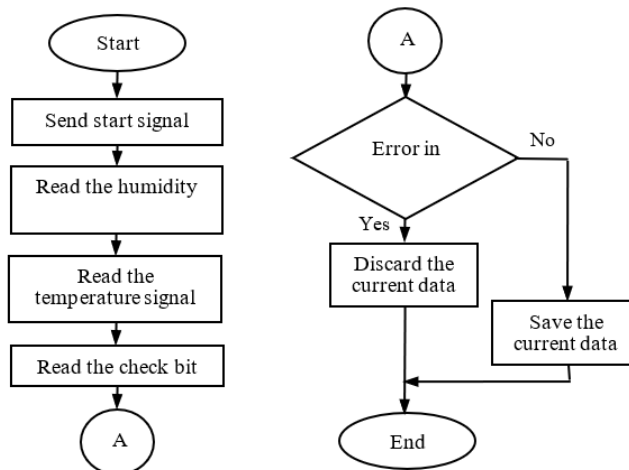 Start
Send start signal
Read the humidity
Read the
temperature signal
Read the check bit
A
A
Error in
No
Yes
Discard the
current data
Save the
current data
End